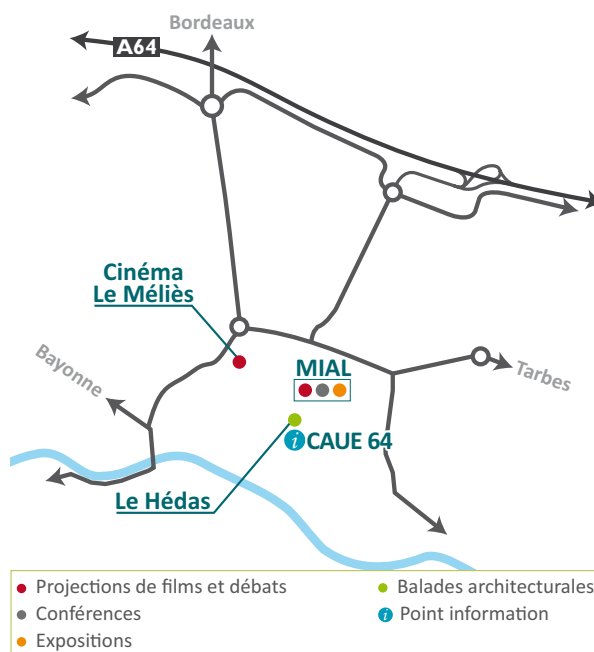 Bordeaux
A64
Cinéma
Le Méliès
Bayonne
MIAL
Tarbes
i CAUE 64
Le Hédas
Projections de films et débats
Conférences
Expositions
Balades architecturales
i Point information